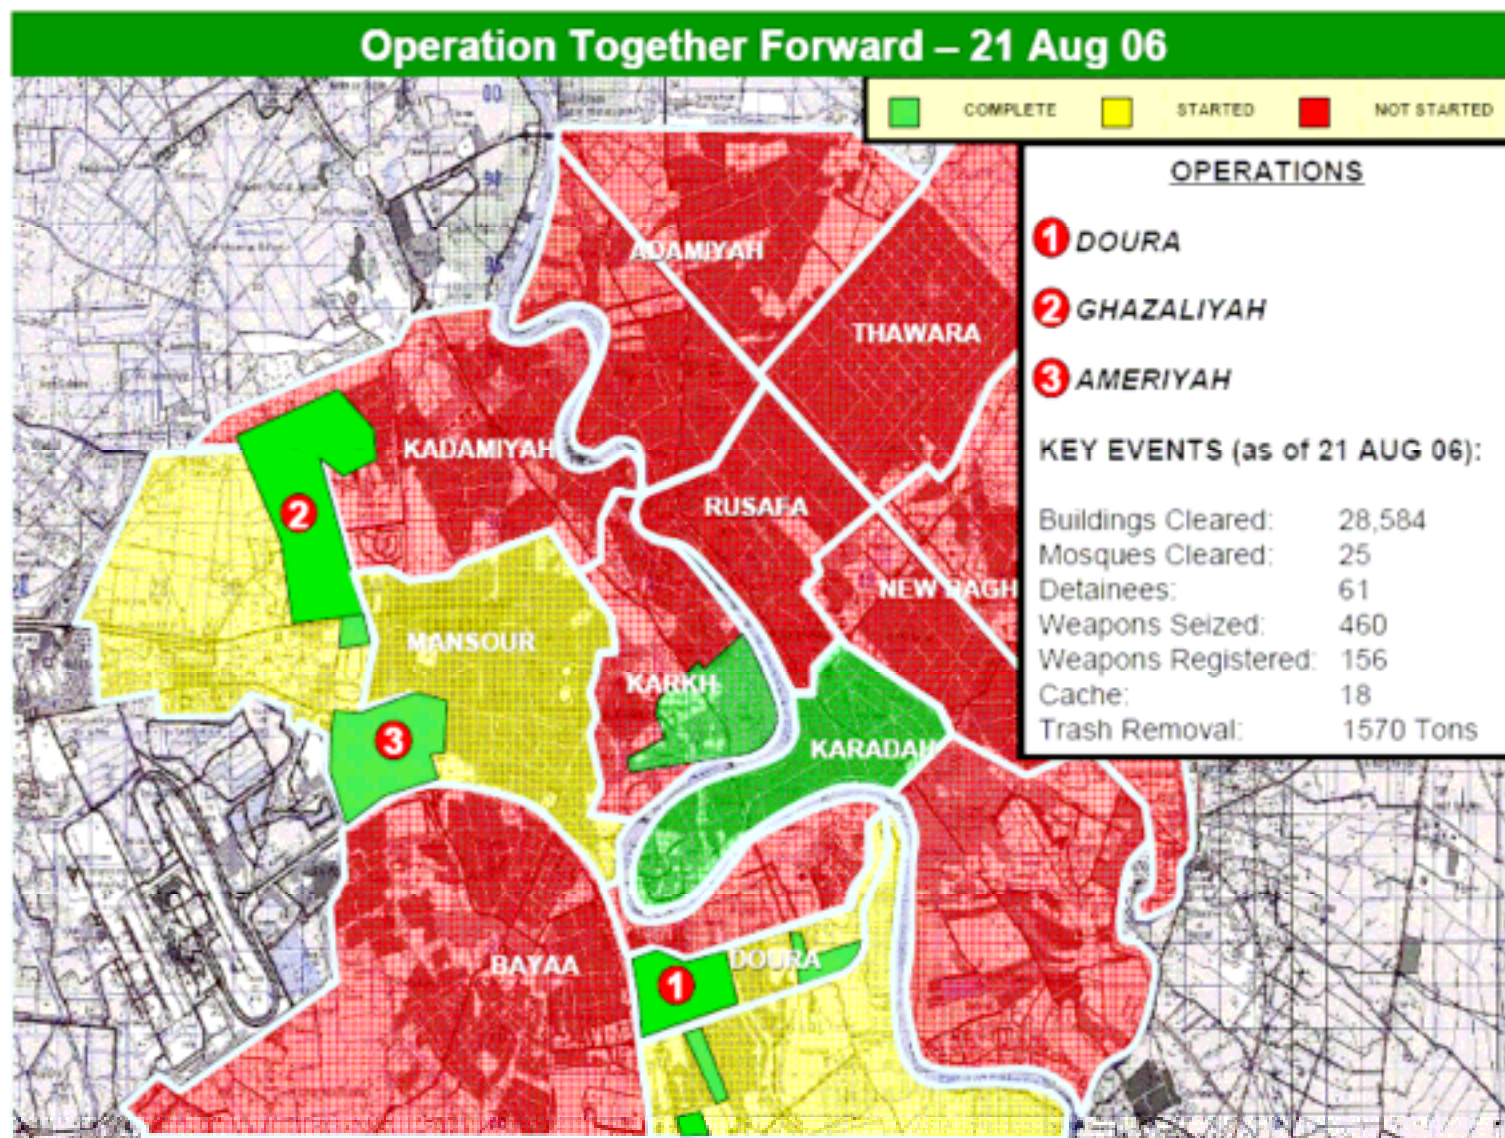 Operation Together Forward – 21 Aug 06
COMPLETE STARTED NOT STARTED
OPERATIONS
1 DOURA
2 GHAZALIYAH
3 AMERIYAH
KEY EVENTS (as of 21 AUG 06):
Buildings Cleared: 28,584
Mosques Cleared: 25
Detainees: 61
Weapons Seized: 460
Weapons Registered: 156
Cache: 18
Trash Removal: 1570 Tons
ADAMIYAH
THAWARA
KADAMIYAH
RUSAFA
2
NEW BAGH
MANSOUR
KARKH
3
KARADAH
BAYAA
DOURA
1